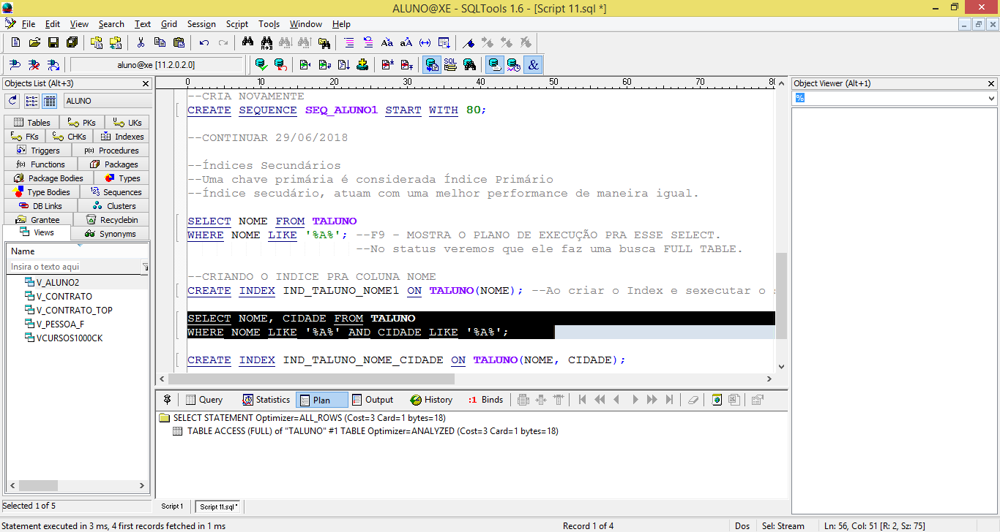 ALUNO@XE - SQLTools 1.6 - [Script 11.sql *]
File Edit View Search Text Grid Session Script Tools Window Help
aluno@xe [11.2.0.2.0]
Objects List (Alt+3)
ALUNO
Tables PKs UKs
FKs CHKs Indexes
Triggers Procedures
Functions Packages
Package Bodies Types
Type Bodies Sequences
DB Links Clusters
Grantee Recyclebin
Views Synonyms
Name
Insira o texto aqui
V_ALUNO2
V_CONTRATO
V_CONTRATO_TOP
V_PESSOA_F
VCURSOS1000CK
Selected 1 of 5
0 10 20 30 40 50 60 70 80
--CRIA NOVAMENTE
CREATE SEQUENCE SEQ_ALUNO1 START WITH 80;
--CONTINUAR 29/06/2018
--Índices Secundários
--Uma chave primária é considerada Índice Primário
--Índice secudário, atuam com uma melhor performance de maneira igual.
SELECT NOME FROM TALUNO
WHERE NOME LIKE '%A%'; --F9 - MOSTRA O PLANO DE EXECUÇÃO PRA ESSE SELECT.
--No status veremos que ele faz uma busca FULL TABLE.
--CRIANDO O INDICE PRA COLUNA NOME
CREATE INDEX IND_TALUNO_NOME1 ON TALUNO(NOME); --Ao criar o Index e sexecutar o s
SELECT NOME, CIDADE FROM TALUNO
WHERE NOME LIKE '%A%' AND CIDADE LIKE '%A%';
CREATE INDEX IND_TALUNO_NOME_CIDADE ON TALUNO(NOME, CIDADE);
Query Statistics Plan Output History :1 Binds
SELECT STATEMENT Optimizer=ALL_ROWS (Cost=3 Card=1 bytes=18)
TABLE ACCESS (FULL) of "TALUNO" #1 TABLE Optimizer=ANALYZED (Cost=3 Card=1 bytes=18)
Script 1 Script 11.sql *
Object Viewer (Alt+1)
%
Statement executed in 3 ms, 4 first records fetched in 1 ms Record 1 of 4 Dos Sel: Stream Ln: 56, Col: 51 [R: 2, Sz: 75]